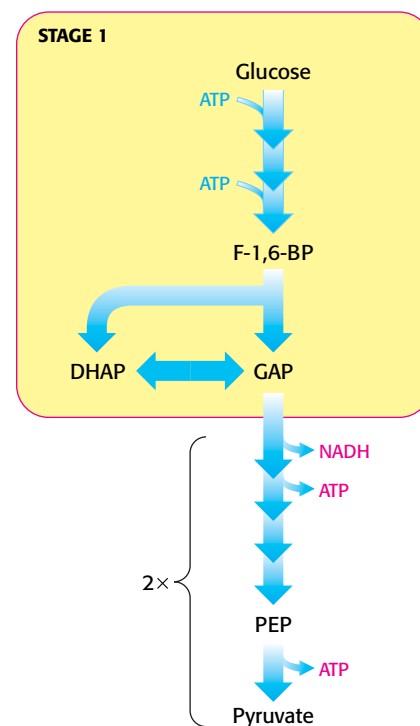 STAGE 1
Glucose
ATP
ATP
F-1,6-BP
DHAP
GAP
NADH
ATP
2×
PEP
ATP
Pyruvate